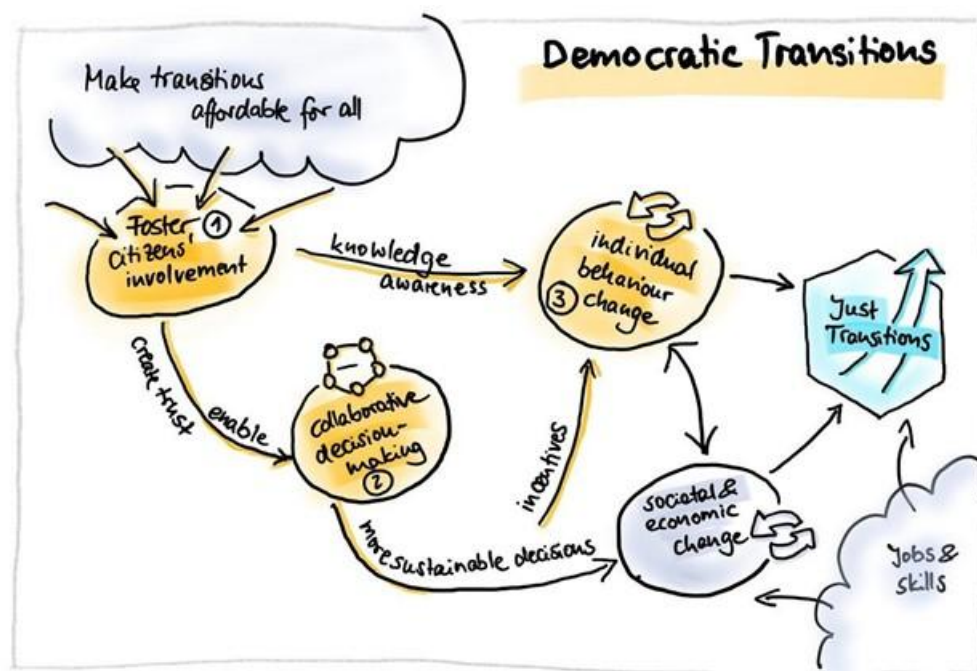 Democratic Transitions
Make transitions
affordable for all
Foster ①
citizens
involvement
knowledge
awareness
individual
behaviour
③ change
Just
Transitions
create trust
enable
collaborative
decision-
making
②
incentives
more sustainable decisions
societal &
economic
change
Jobs &
skills